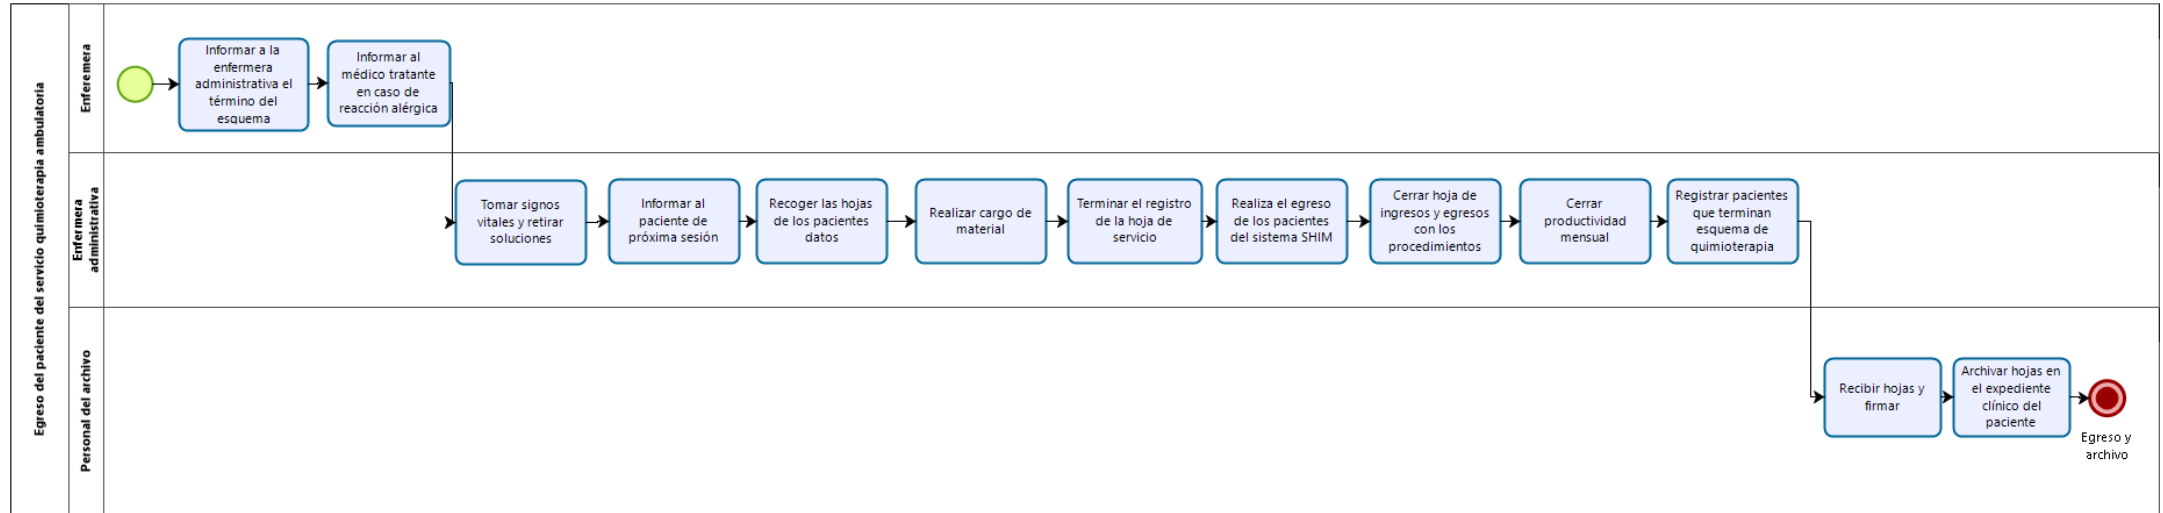 Egreso del paciente del servicio quimioterapia ambulatoria
Enferemera
Informar a la
enfermera
administrativa el
término del
esquema
Informar al
médico tratante
en caso de
reacción alérgica
Enfermera
administrativa
Tomar signos
vitales y retirar
soluciones
Informar al
paciente de
próxima sesión
Recoger las hojas
de los pacientes
datos
Realizar cargo de
material
Terminar el registro
de la hoja de
servicio
Realiza el egreso
de los pacientes
del sistema SHIM
Cerrar hoja de
ingresos y egresos
con los
procedimientos
Cerrar
productividad
mensual
Registrar pacientes
que terminan
esquema de
quimioterapia
Personal del archivo
Recibir hojas y
firmar
Archivar hojas en
el expediente
clínico del
paciente
Egreso y
archivo